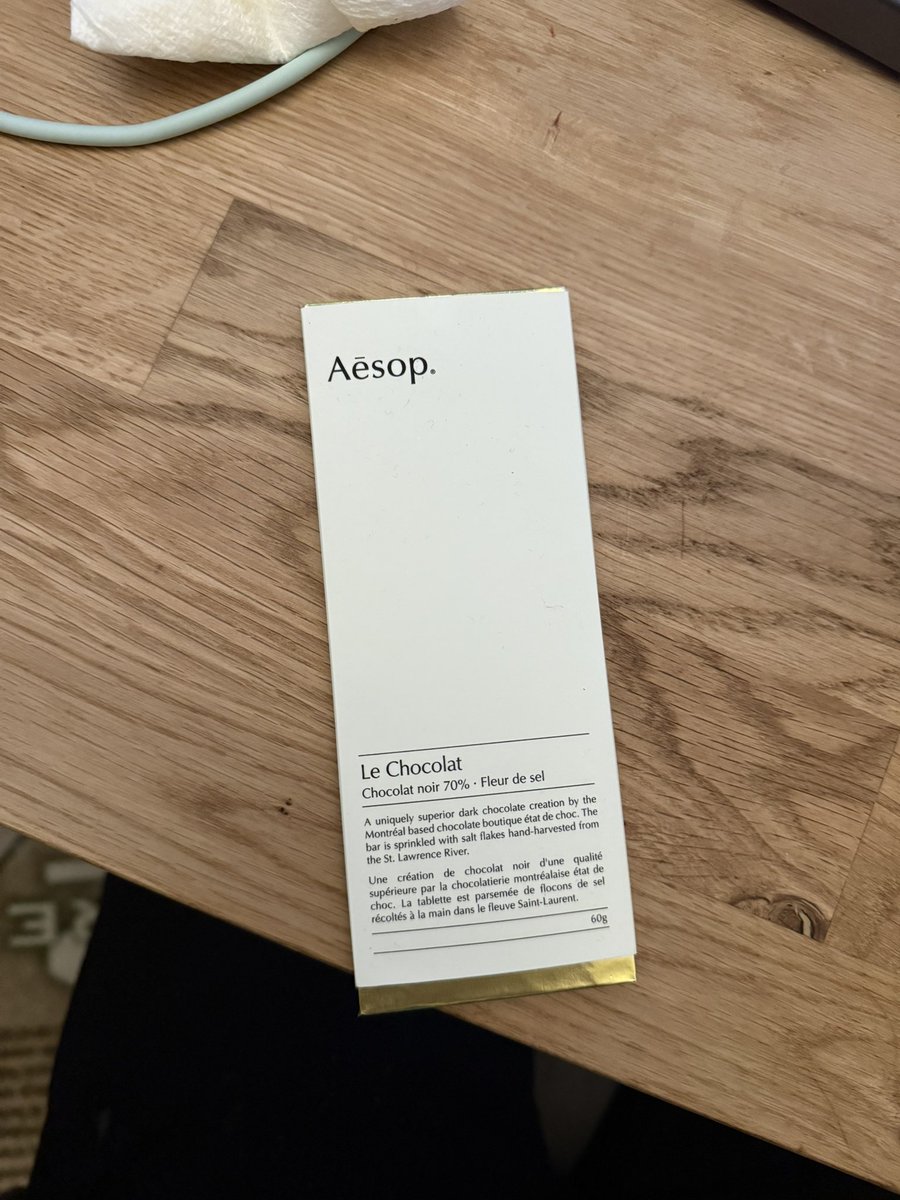 Aēsop.®
Le Chocolat
Chocolat noir 70% · Fleur de sel
A uniquely superior dark chocolate creation by the
Montréal based chocolate boutique état de choc. The
bar is sprinkled with salt flakes hand-harvested from
the St. Lawrence River.
Une création de chocolat noir d'une qualité
supérieure par la chocolatierie montréalaise état de
choc. La tablette est parsemée de flocons de sel
récoltés à la main dans le fleuve Saint-Laurent.
60g